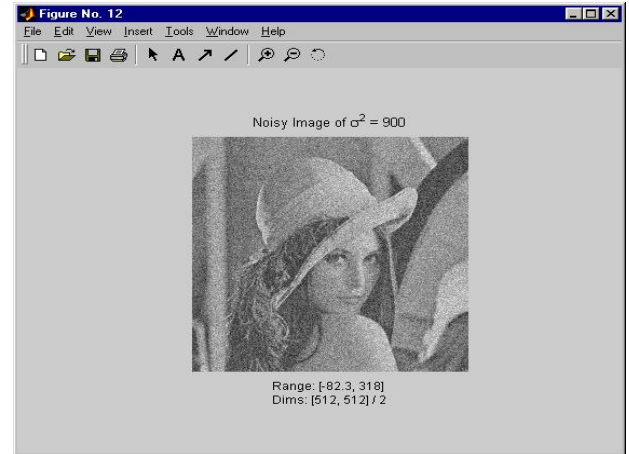 Figure No. 12
File Edit View Insert Tools Window Help
A
Noisy Image of σ² = 900
Range: [-82.3, 318]
Dims: [512, 512] / 2